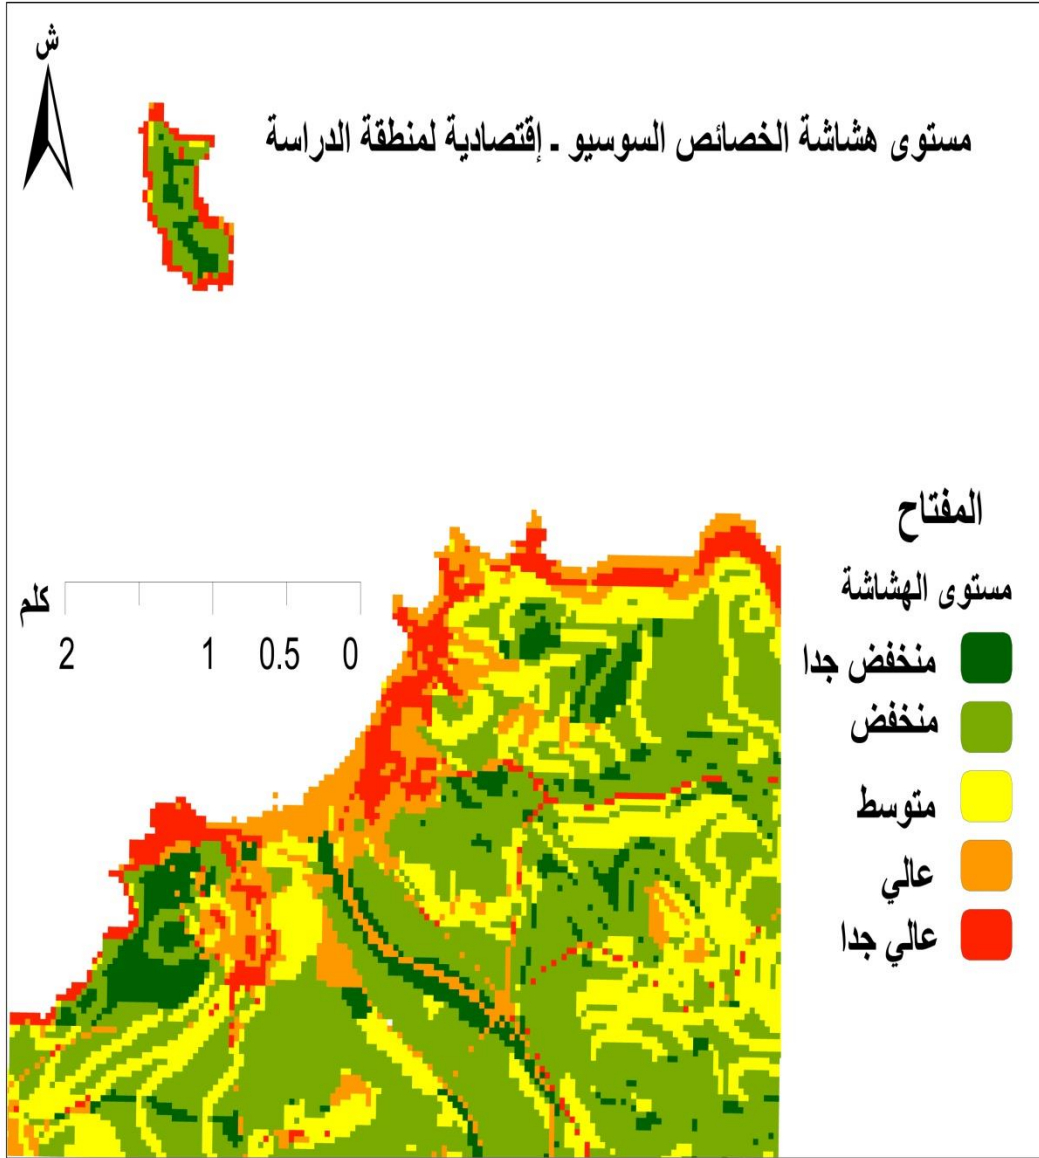 ش
مستوى هشاشة الخصائص السوسيو - إقتصادية لمنطقة الدراسة
المفتاح
مستوى الهشاشة
منخفض جدا
منخفض
متوسط
عالي
عالي جدا
كلم
2 1 0.5 0